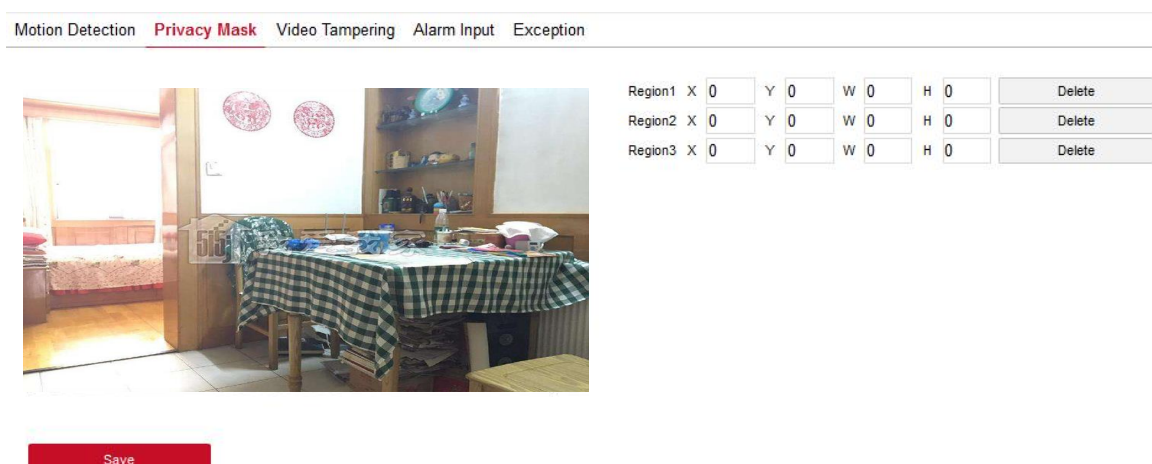 Motion Detection Privacy Mask Video Tampering Alarm Input Exception
Region1 X 0 Y 0 W 0 H 0 Delete
Region2 X 0 Y 0 W 0 H 0 Delete
Region3 X 0 Y 0 W 0 H 0 Delete
Save